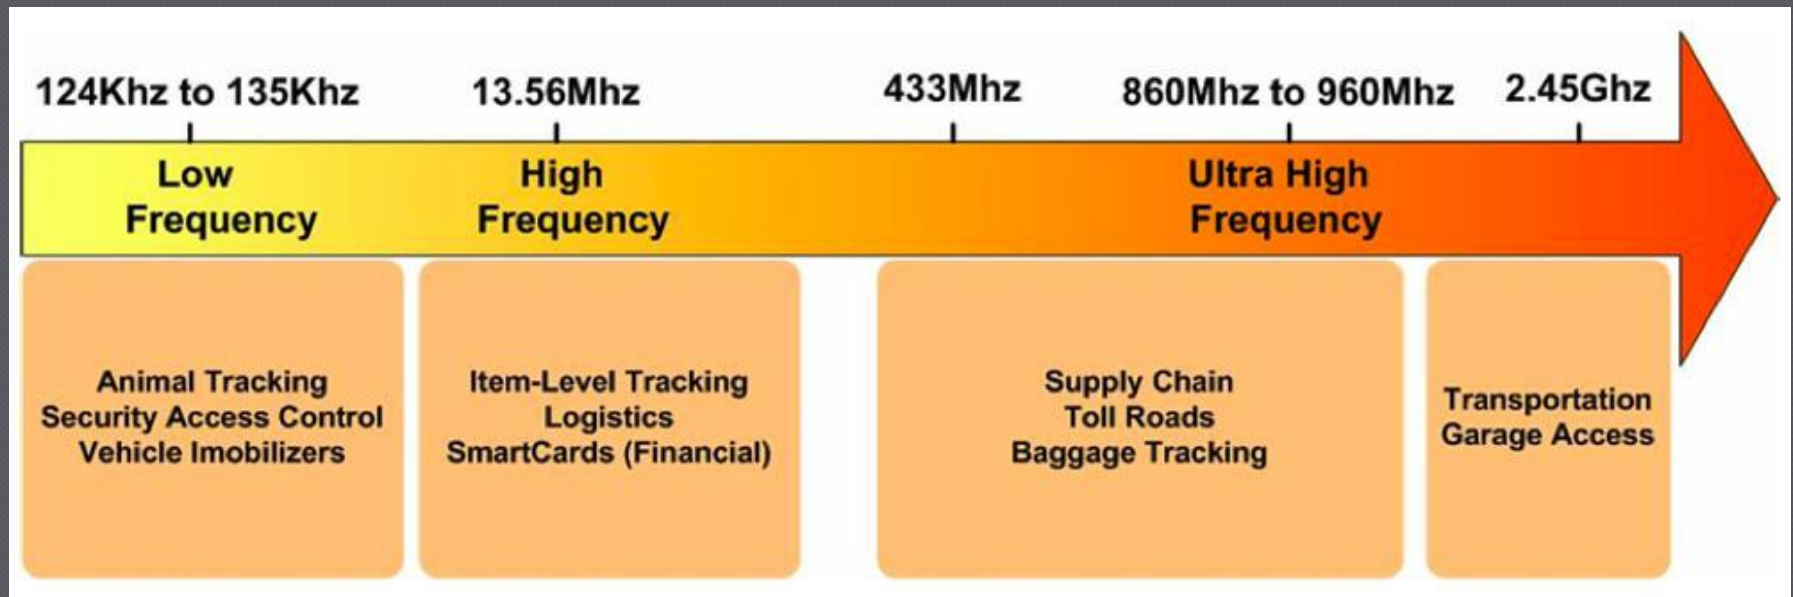 124Khz to 135Khz
13.56Mhz
433Mhz
860Mhz to 960Mhz
2.45Ghz
Low
Frequency
High
Frequency
Ultra High
Frequency
Animal Tracking
Security Access Control
Vehicle Imobilizers
Item-Level Tracking
Logistics
SmartCards (Financial)
Supply Chain
Toll Roads
Baggage Tracking
Transportation
Garage Access